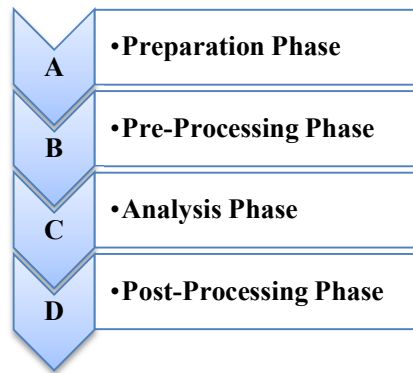 A
•Preparation Phase
B
•Pre-Processing Phase
C
•Analysis Phase
D
•Post-Processing Phase